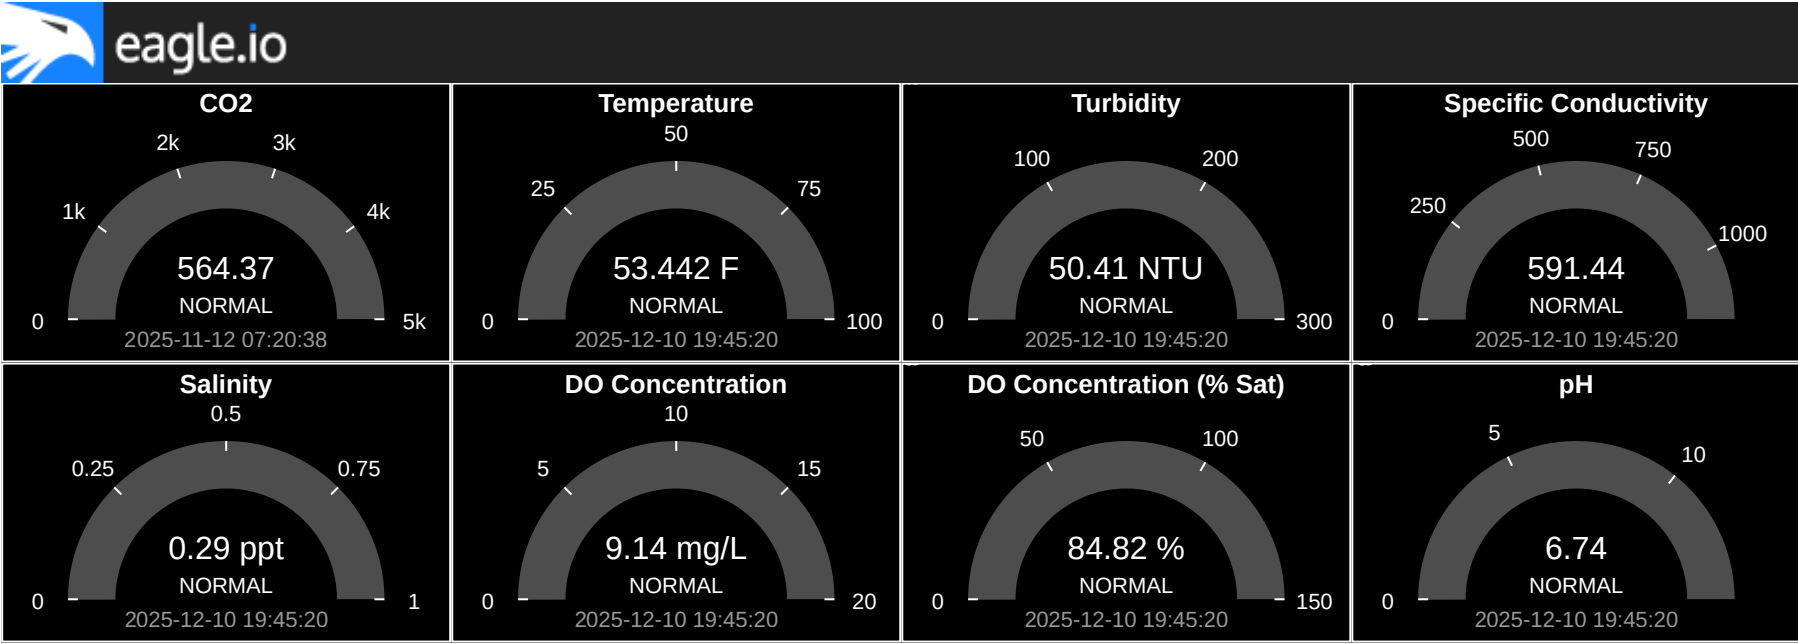 eagle.io
CO2
0
1k
2k
3k
4k
5k
564.37
NORMAL
2025-11-12 07:20:38
Temperature
0
25
50
75
100
53.442 F
NORMAL
2025-12-10 19:45:20
Turbidity
0
100
200
300
50.41 NTU
NORMAL
2025-12-10 19:45:20
Specific Conductivity
0
250
500
750
1000
591.44
NORMAL
2025-12-10 19:45:20
Salinity
0
0.25
0.5
0.75
1
0.29 ppt
NORMAL
2025-12-10 19:45:20
DO Concentration
0
5
10
15
20
9.14 mg/L
NORMAL
2025-12-10 19:45:20
DO Concentration (% Sat)
0
50
100
150
84.82 %
NORMAL
2025-12-10 19:45:20
pH
0
5
10
6.74
NORMAL
2025-12-10 19:45:20